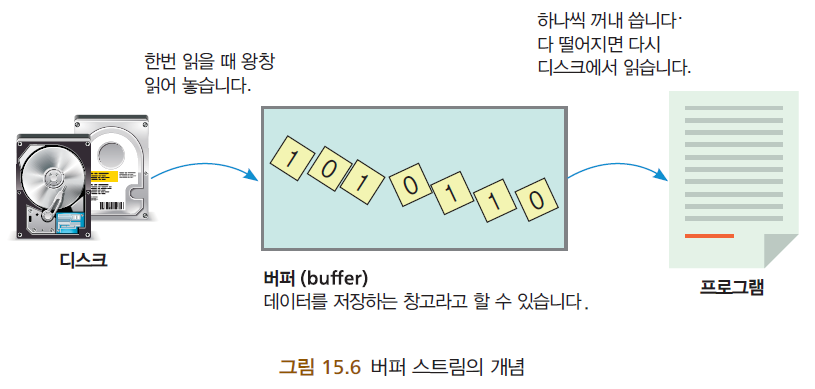 한번 읽을 때 왕창
읽어 놓습니다.
하나씩 꺼내 씁니다·
다 떨어지면 다시
디스크에서 읽습니다.
1 0 1 0 1 1 0
디스크
버퍼 (buffer)
데이터를 저장하는 창고라고 할 수 있습니다.
프로그램
그림 15.6 버퍼 스트림의 개념